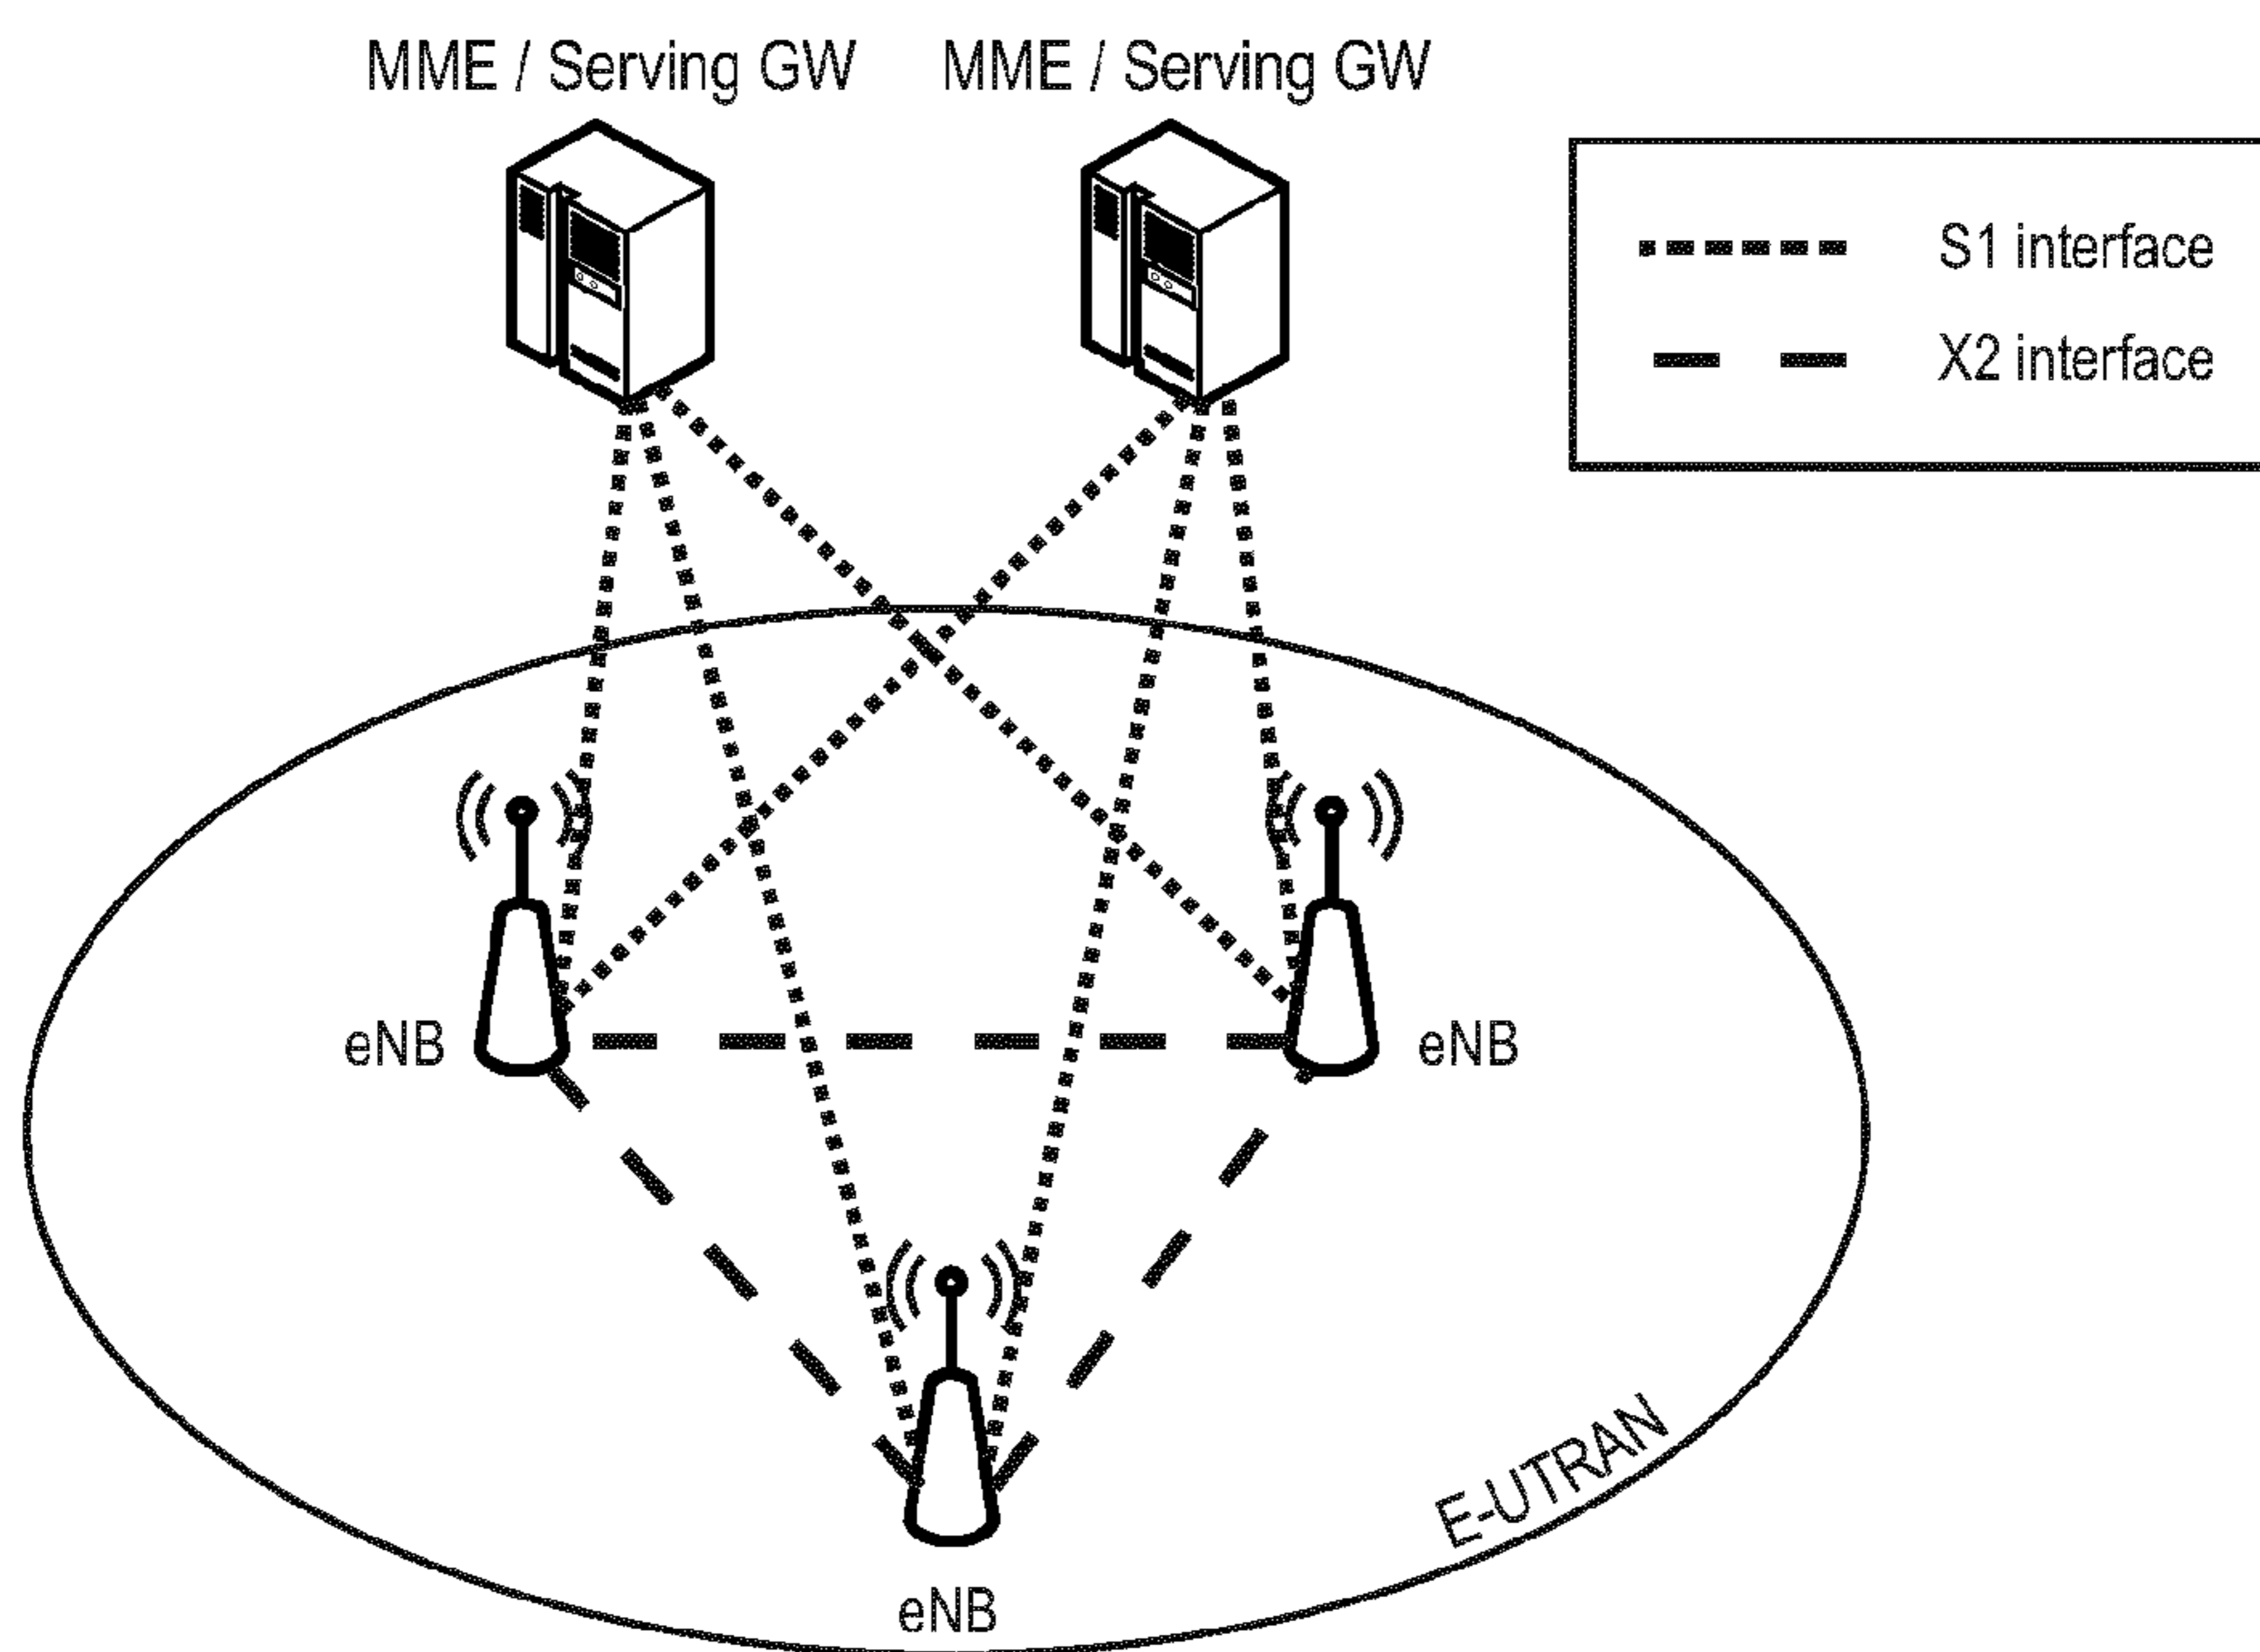 MME / Serving GW
MME / Serving GW
S1 interface
X2 interface
eNB
eNB
E-UTRAN
eNB